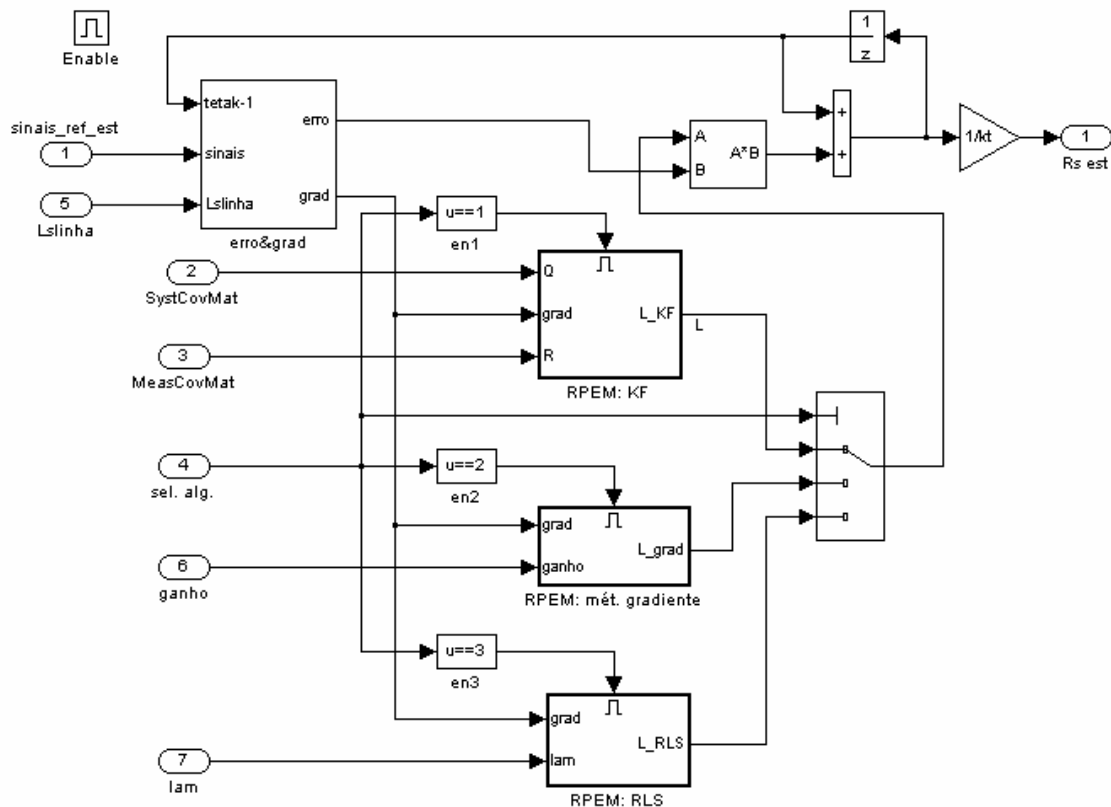 Enable
1
z
tetak-1
sinais
Lslinha
erro
grad
erro&grad
sinais_ref_est
1
5
Lslinha
A
B
A*B
+
+
1/kt
1
Rs est
u==1
en1
2
SystCovMat
3
MeasCovMat
Q
grad
R
L_KF
L
RPEM: KF
4
sel. alg.
u==2
en2
6
ganho
grad
ganho
L_grad
RPEM: mét. gradiente
u==3
en3
7
lam
grad
lam
L_RLS
RPEM: RLS